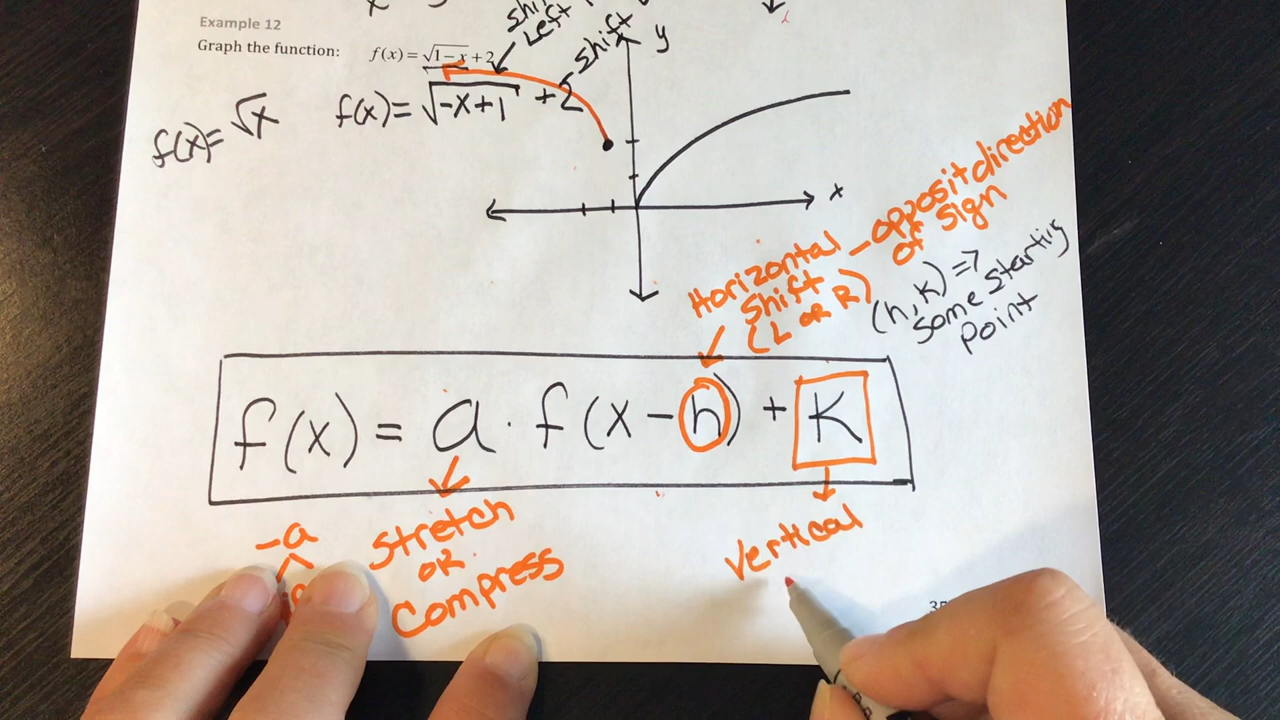 Example 12
Graph the function: f(x) = √1 − x + 2
Left
shift
y
f(x) = √x
f(x) = √-x+1 + 2
x
Horizontal
Shift
(L OR R)
- opposit direction
of sign
(h, K) =>
some starting
point
f(x) = a · f(x - h) + K
-a
Stretch
OR
Compress
Vertical